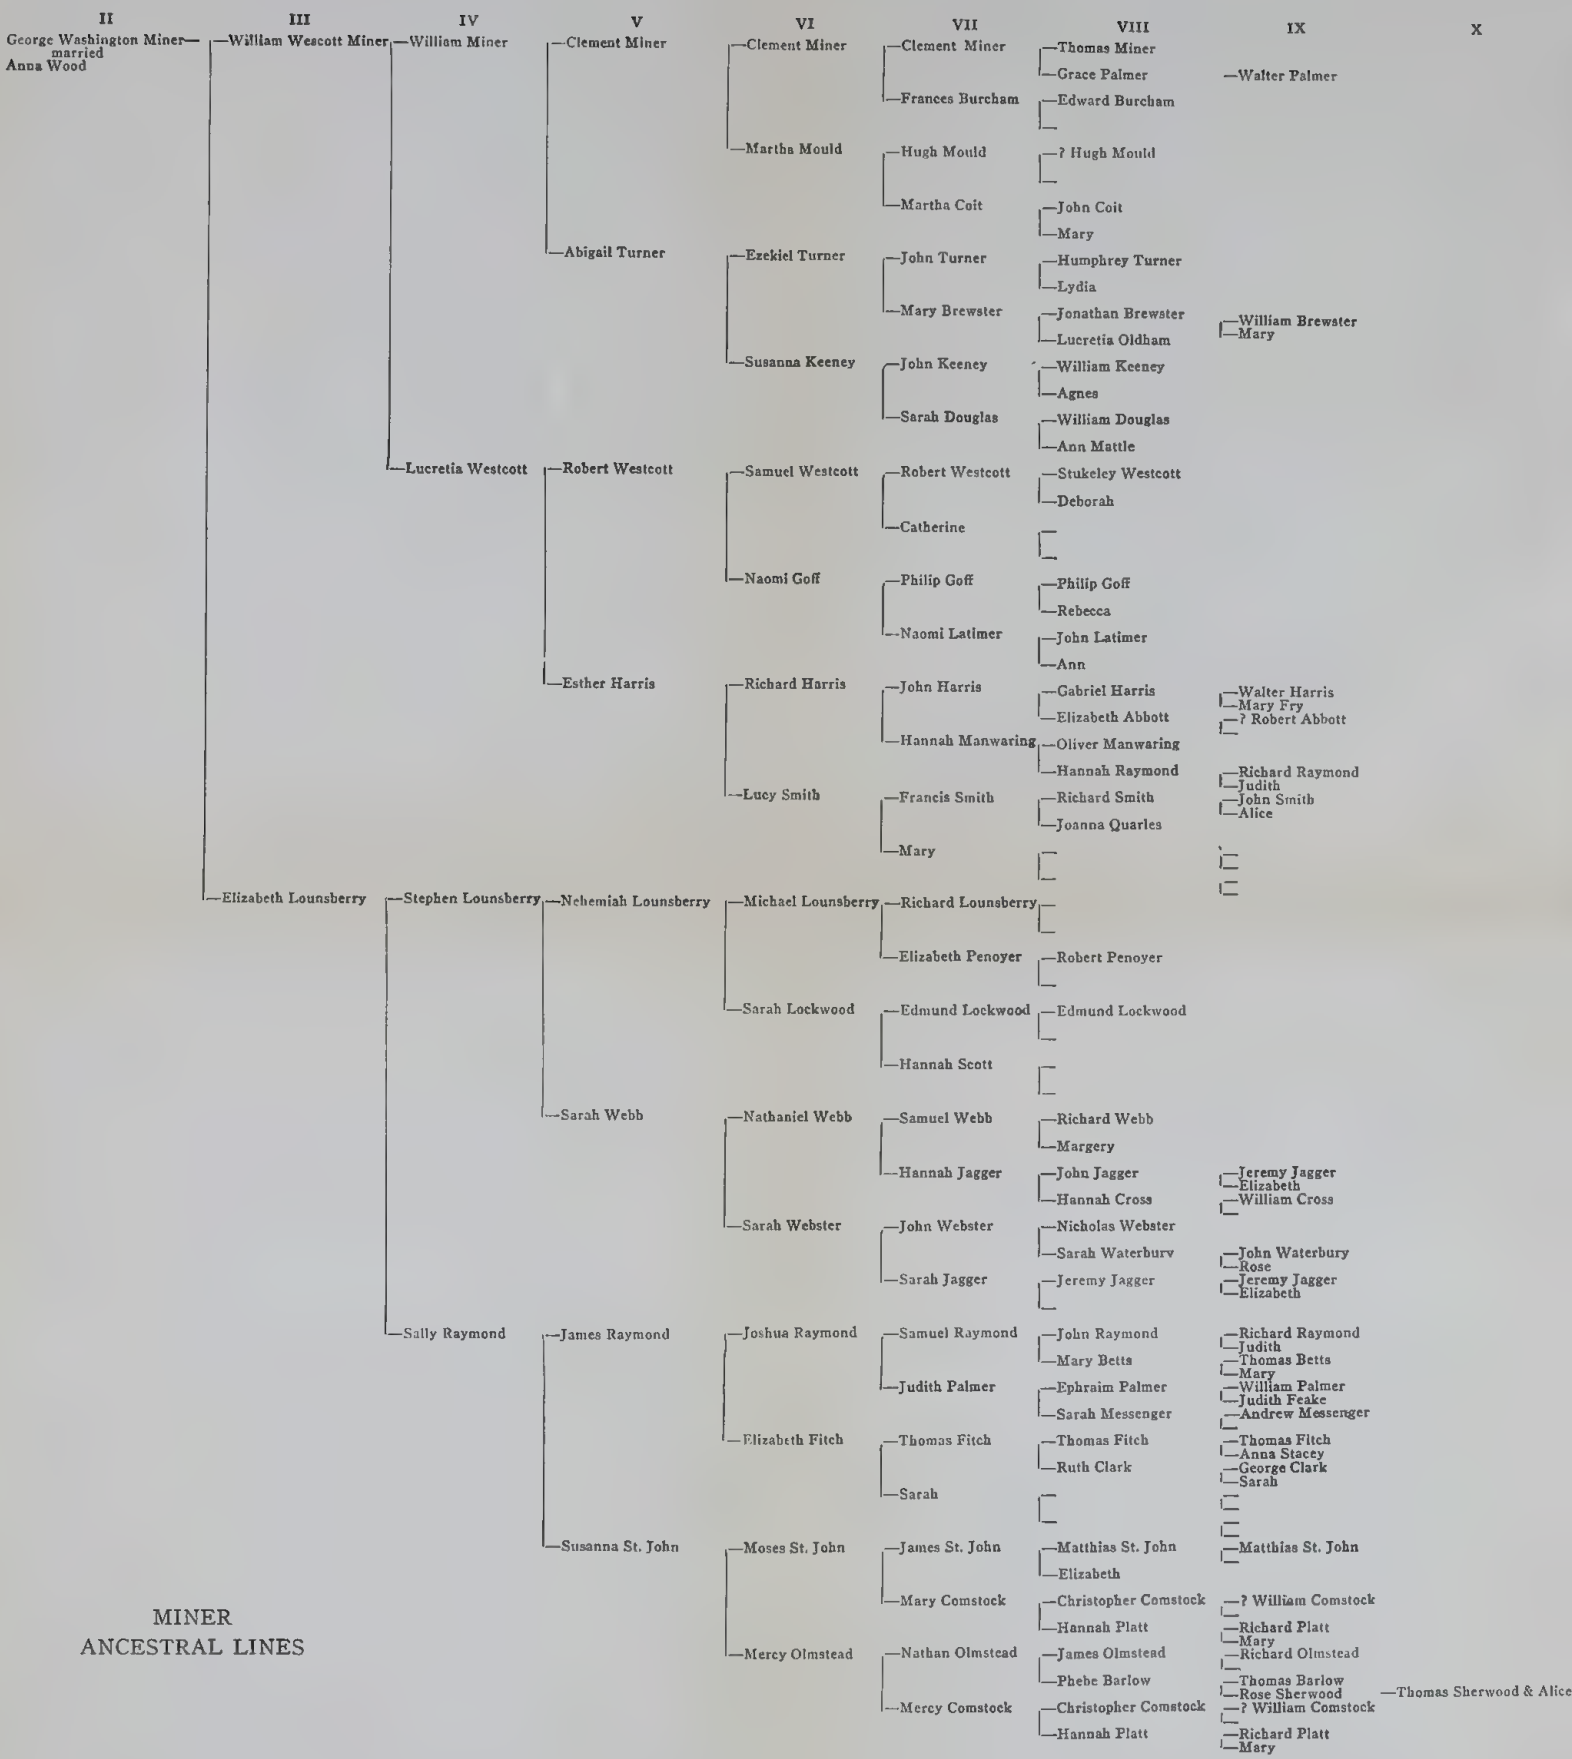 II III IV V VI VII VIII IX X
George Washington Miner
married
Anna Wood
William Wescott Miner
Elizabeth Lounsberry
William Miner
Lucretia Westcott
Stephen Lounsberry
Sally Raymond
Clement Miner
Abigail Turner
Robert Westcott
Esther Harris
Nehemiah Lounsberry
Sarah Webb
James Raymond
Susanna St. John
Clement Miner
Martha Mould
Ezekiel Turner
Susanna Keeney
Samuel Westcott
Naomi Goff
Richard Harris
Lucy Smith
Michael Lounsberry
Sarah Lockwood
Nathaniel Webb
Sarah Webster
Joshua Raymond
Elizabeth Fitch
Moses St. John
Mercy Olmstead
Clement Miner
Frances Burcham
Hugh Mould
Martha Coit
John Turner
Mary Brewster
John Keeney
Sarah Douglas
Robert Westcott
Catherine
Philip Goff
Naomi Latimer
John Harris
Hannah Manwaring
Francis Smith
Mary
Richard Lounsberry
Elizabeth Penoyer
Edmund Lockwood
Hannah Scott
Samuel Webb
Hannah Jagger
John Webster
Sarah Jagger
Samuel Raymond
Judith Palmer
Thomas Fitch
Sarah
James St. John
Mary Comstock
Nathan Olmstead
Mercy Comstock
Thomas Miner
Grace Palmer
Edward Burcham
? Hugh Mould
John Coit
Mary
Humphrey Turner
Lydia
Jonathan Brewster
Lucretia Oldham
William Keeney
Agnes
William Douglas
Ann Mattle
Stukeley Westcott
Deborah
Philip Goff
Rebecca
John Latimer
Ann
Gabriel Harris
Elizabeth Abbott
Oliver Manwaring
Hannah Raymond
Richard Smith
Joanna Quarles
Robert Penoyer
Edmund Lockwood
Richard Webb
Margery
John Jagger
Hannah Cross
Nicholas Webster
Sarah Waterbury
Jeremy Jagger
John Raymond
Mary Betts
Ephraim Palmer
Sarah Messenger
Thomas Fitch
Ruth Clark
Matthias St. John
Elizabeth
Christopher Comstock
Hannah Platt
James Olmstead
Phebe Barlow
Christopher Comstock
Hannah Platt
Walter Palmer
William Brewster
Mary
Walter Harris
Mary Fry
? Robert Abbott
Richard Raymond
Judith
John Smith
Alice
Jeremy Jagger
Elizabeth
William Cross
John Waterbury
Rose
Jeremy Jagger
Elizabeth
Richard Raymond
Judith
Thomas Betts
Mary
William Palmer
Judith Feake
Andrew Messenger
Thomas Fitch
Anna Stacey
George Clark
Sarah
Matthias St. John
? William Comstock
Richard Platt
Mary
Richard Olmstead
Thomas Barlow
Rose Sherwood
? William Comstock
Richard Platt
Mary
Thomas Sherwood & Alice
MINER
ANCESTRAL LINES